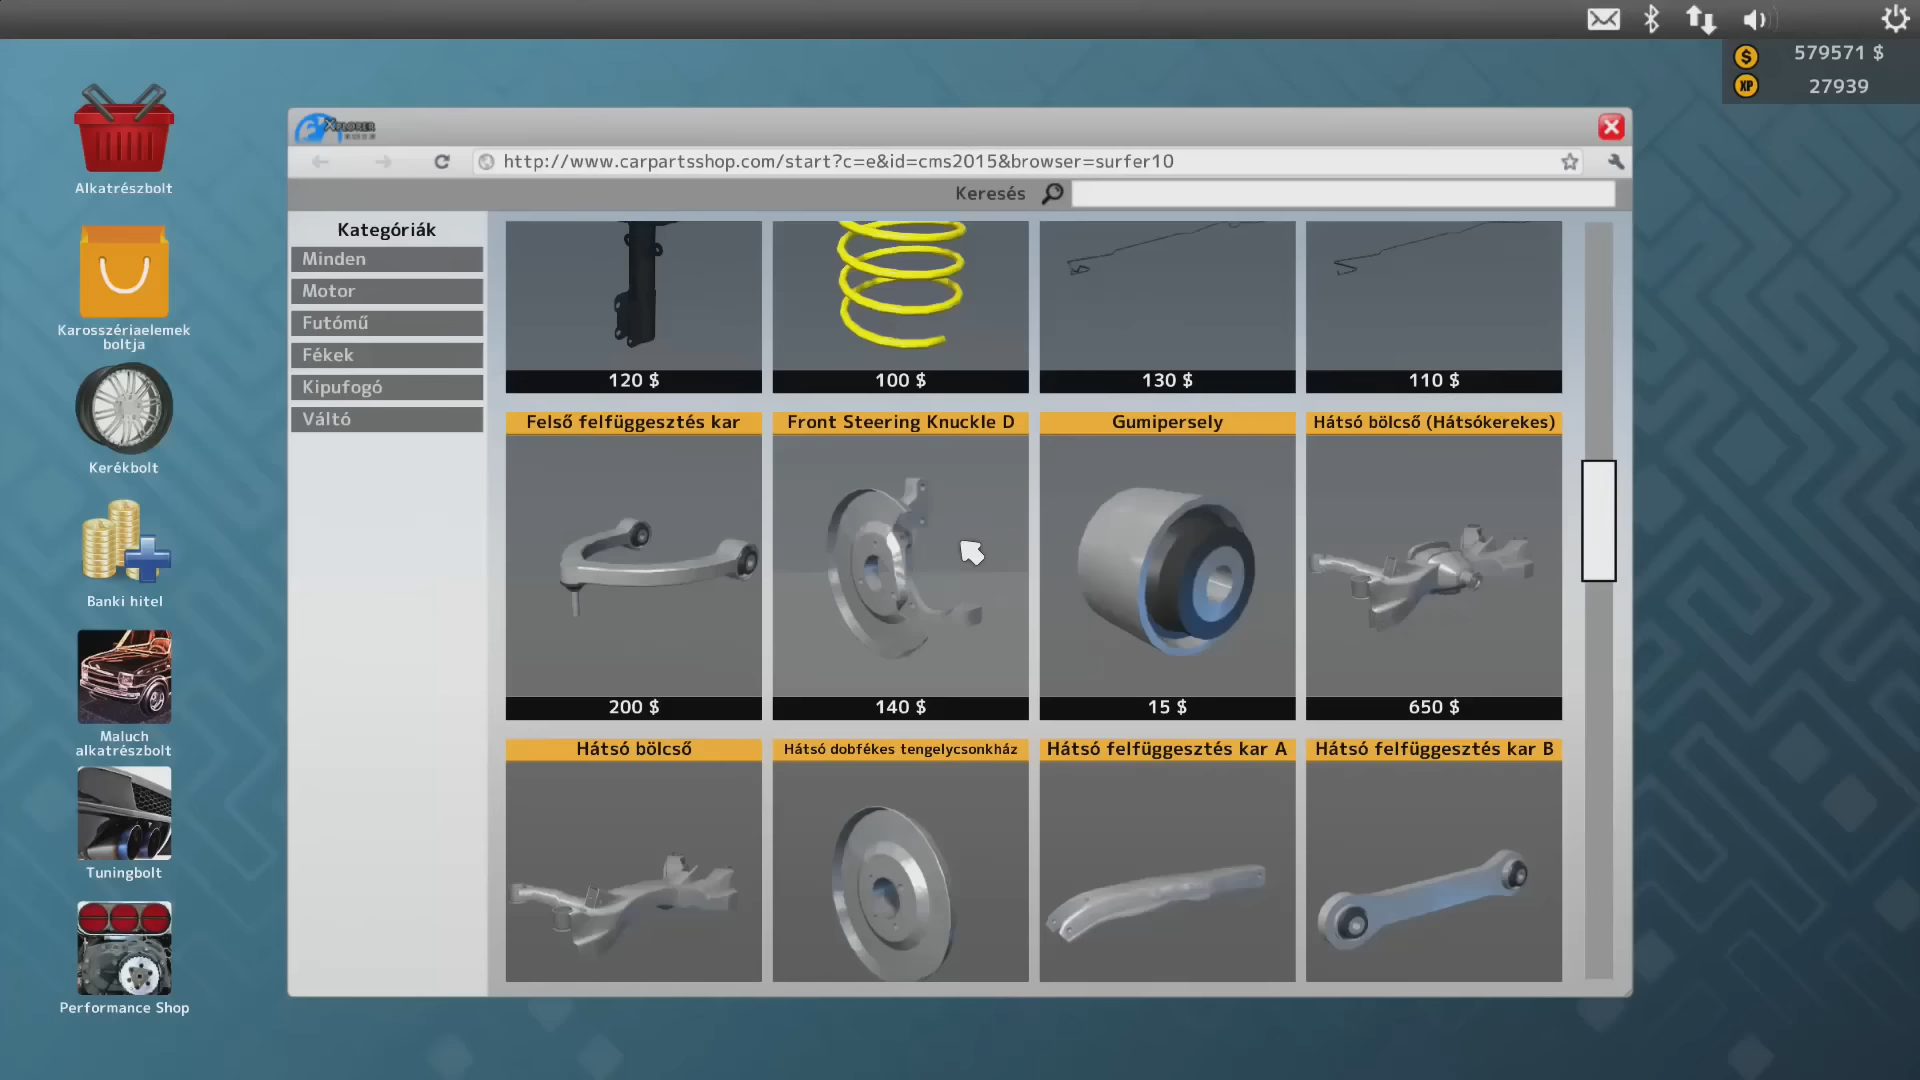 579571 $
XP
27939
Alkatrészbolt
Karosszériaelemek
boltja
Kerékbolt
Banki hitel
Maluch
alkatrészbolt
Tuningbolt
Performance Shop
http://www.carpartsshop.com/start?c=e&id=cms2015&browser=surfer10
Keresés
Kategóriák
Minden
Motor
Futómű
Fékek
Kipufogó
Váltó
120 $
100 $
130 $
110 $
Felső felfüggesztés kar
Front Steering Knuckle D
Gumipersely
Hátsó bölcső (Hátsókerekes)
200 $
140 $
15 $
650 $
Hátsó bölcső
Hátsó dobfékes tengelycsonkház
Hátsó felfüggesztés kar A
Hátsó felfüggesztés kar B